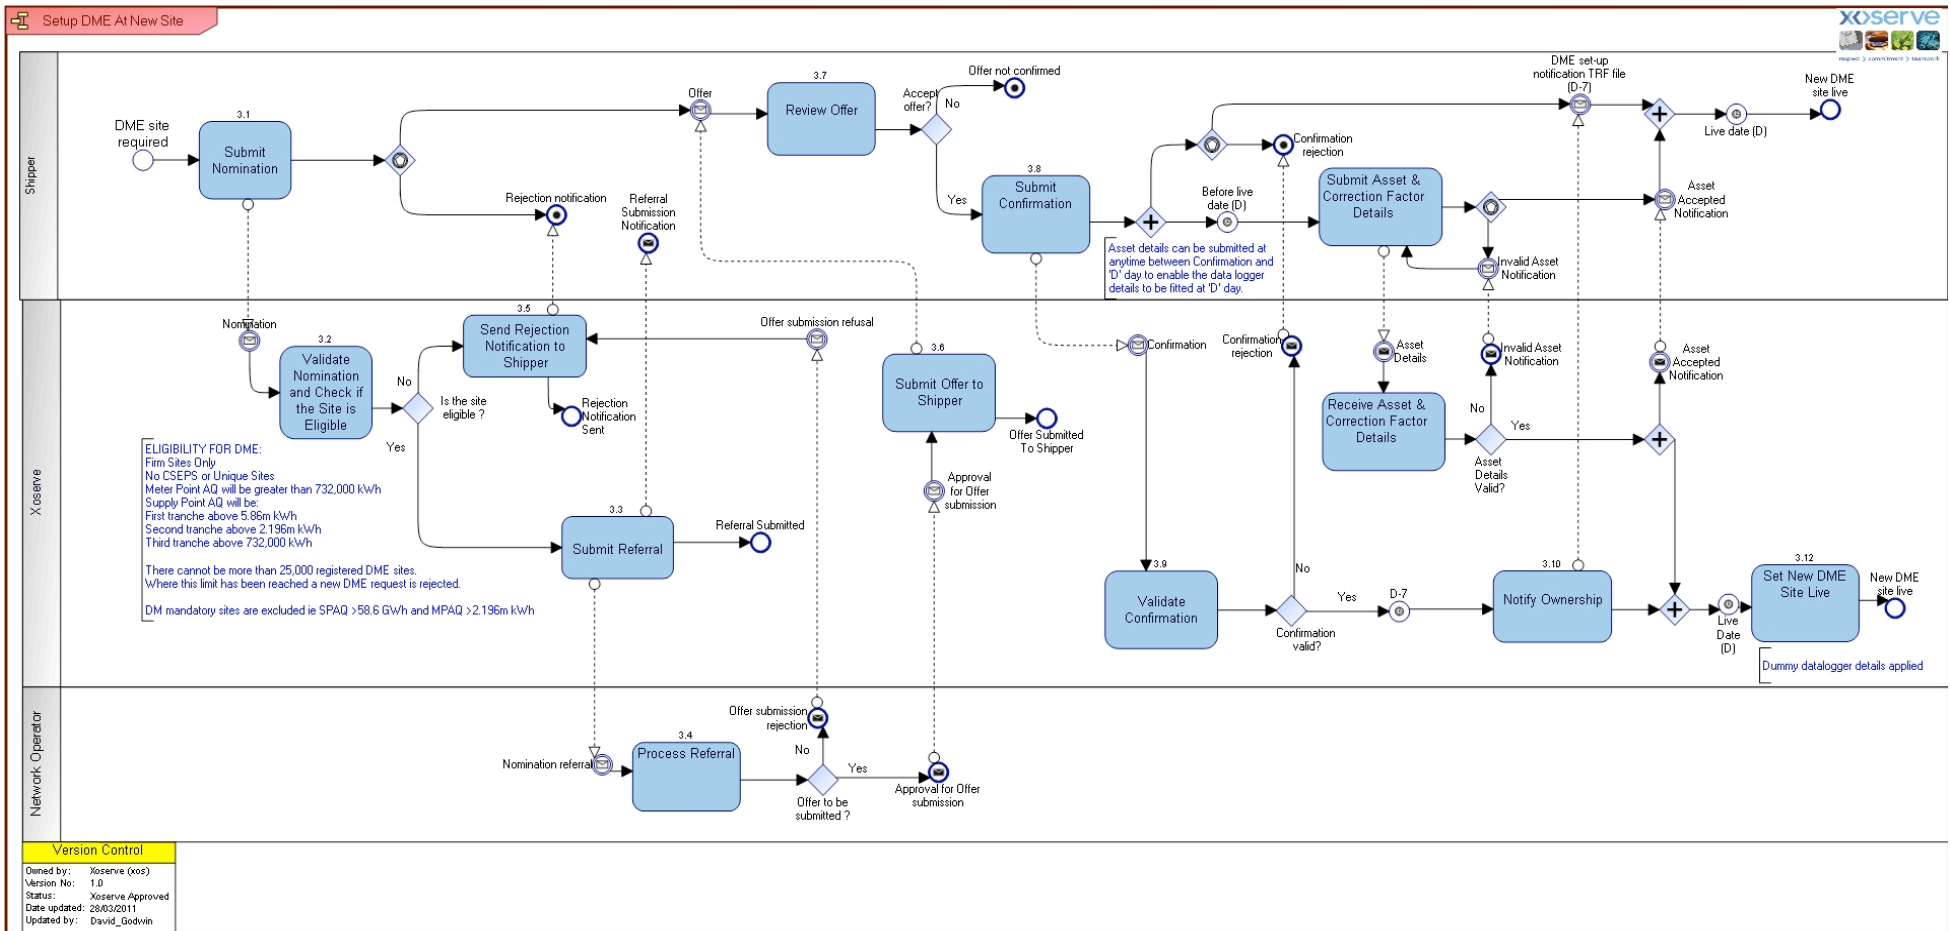 Setup DME At New Site
xoserve
respect > commitment > teamwork
Shipper
DME site
required
3.1
Submit
Nomination
Offer
3.7
Review Offer
Accept
offer?
No
Yes
Offer not confirmed
Rejection notification
Referral
Submission
Notification
3.8
Submit
Confirmation
Before live
date (D)
Confirmation
rejection
Asset details can be submitted at
anytime between Confirmation and
'D' day to enable the data logger
details to be fitted at 'D' day.
Submit Asset &
Correction Factor
Details
DME set-up
notification TRF file
(D-7)
Live date (D)
New DME
site live
Asset
Accepted
Notification
Invalid Asset
Notification
Xoserve
Nomination
3.2
Validate
Nomination
and Check if
the Site is
Eligible
No
Is the site
eligible ?
Yes
3.5
Send Rejection
Notification to
Shipper
Rejection
Notification
Sent
Offer submission refusal
3.6
Submit Offer to
Shipper
Offer Submitted
To Shipper
Approval
for Offer
submission
ELIGIBILITY FOR DME:
Firm Sites Only
No CSEPS or Unique Sites
Meter Point AQ will be greater than 732,000 kWh
Supply Point AQ will be:
First tranche above 5.86m kWh
Second tranche above 2.196m kWh
Third tranche above 732,000 kWh
There cannot be more than 25,000 registered DME sites.
Where this limit has been reached a new DME request is rejected.
DM mandatory sites are excluded ie SPAQ >58.6 GWh and MPAQ >2.196m kWh
3.3
Submit Referral
Referral Submitted
Confirmation
Confirmation
rejection
Asset
Details
Invalid Asset
Notification
Asset
Accepted
Notification
Receive Asset &
Correction Factor
Details
No
Yes
Asset
Details
Valid?
3.9
Validate
Confirmation
No
Yes
Confirmation
valid?
D-7
3.10
Notify Ownership
Live
Date
(D)
3.12
Set New DME
Site Live
New DME
site live
Dummy datalogger details applied
Network Operator
Nomination referral
3.4
Process Referral
Offer submission
rejection
No
Yes
Offer to be
submitted ?
Approval for Offer
submission
Version Control
Owned by: Xoserve (xos)
Version No: 1.0
Status: Xoserve Approved
Date updated: 28/03/2011
Updated by: David_Godwin